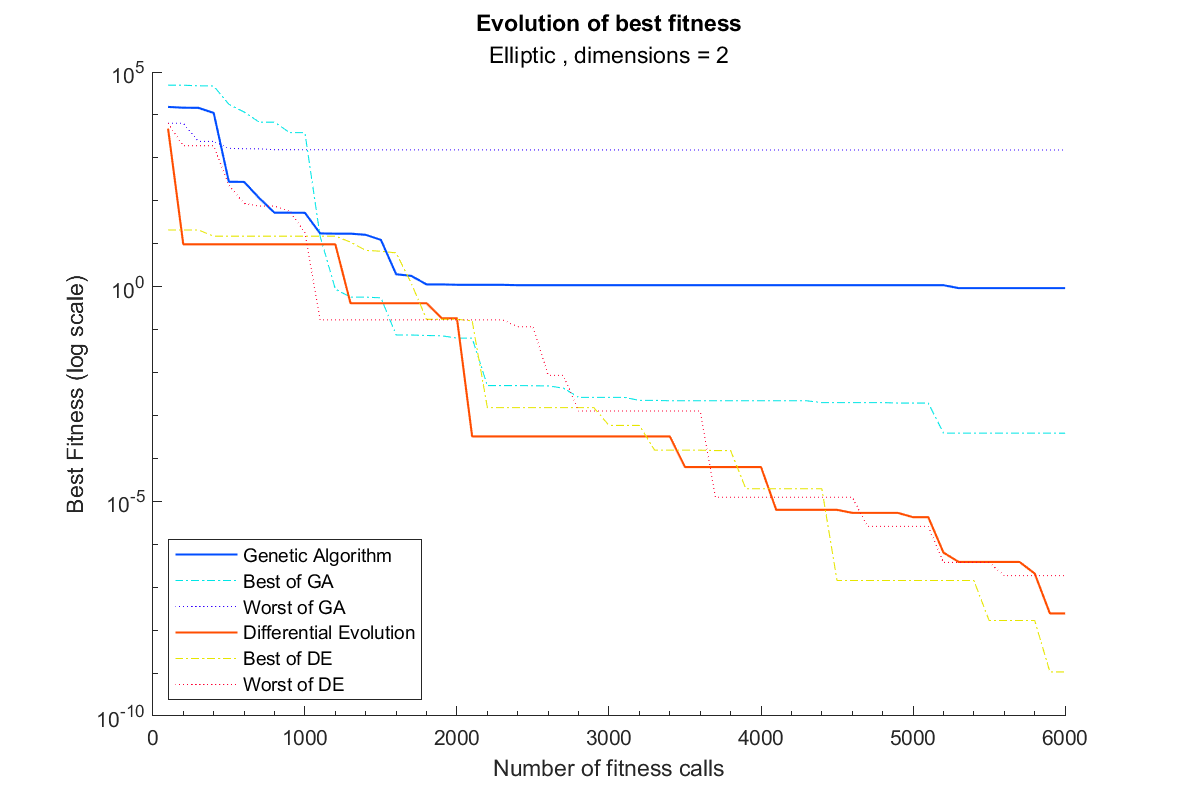 Evolution of best fitness
Elliptic , dimensions = 2
Best Fitness (log scale)
10^5
10^0
10^-5
10^-10
Genetic Algorithm
Best of GA
Worst of GA
Differential Evolution
Best of DE
Worst of DE
0 1000 2000 3000 4000 5000 6000
Number of fitness calls